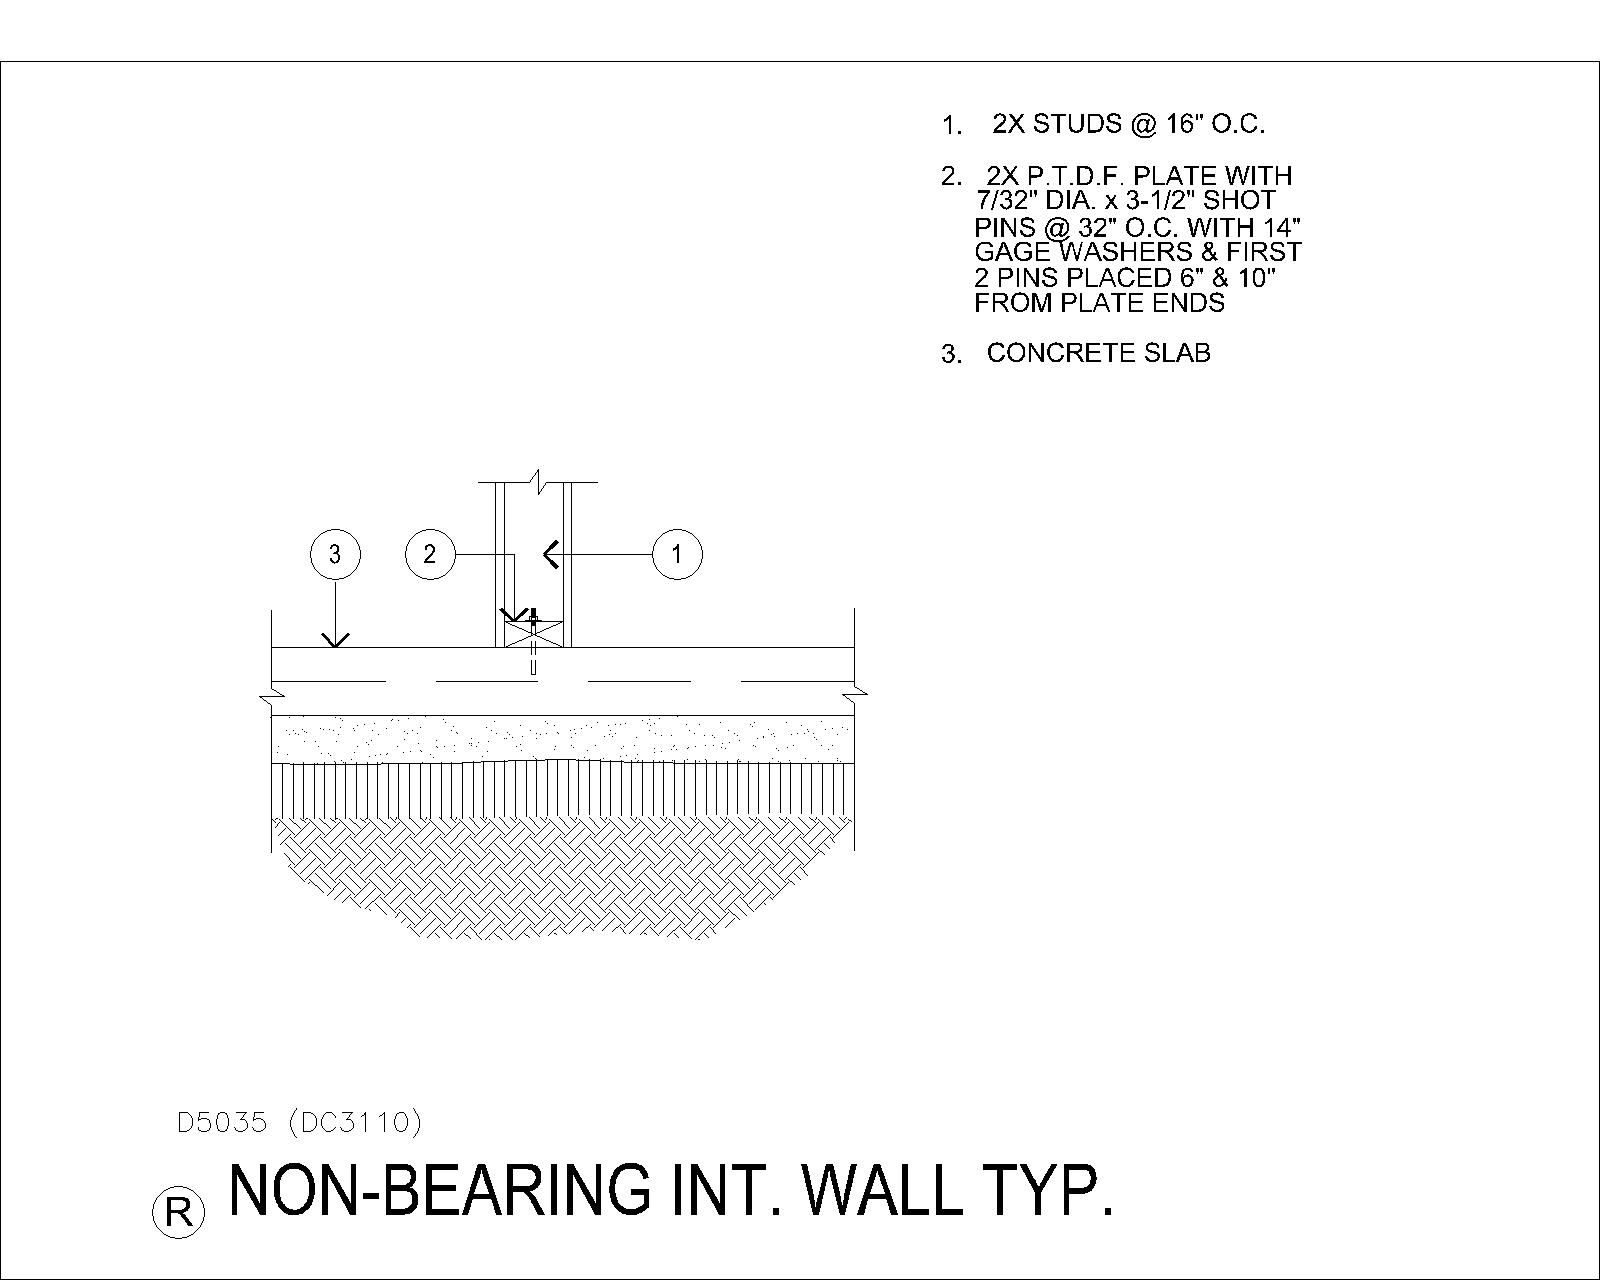 1. 2X STUDS @ 16" O.C.
2. 2X P.T.D.F. PLATE WITH
7/32" DIA. x 3-1/2" SHOT
PINS @ 32" O.C. WITH 14"
GAGE WASHERS & FIRST
2 PINS PLACED 6" & 10"
FROM PLATE ENDS
3. CONCRETE SLAB
3 2 1
D5035 (DC3110)
R NON-BEARING INT. WALL TYP.